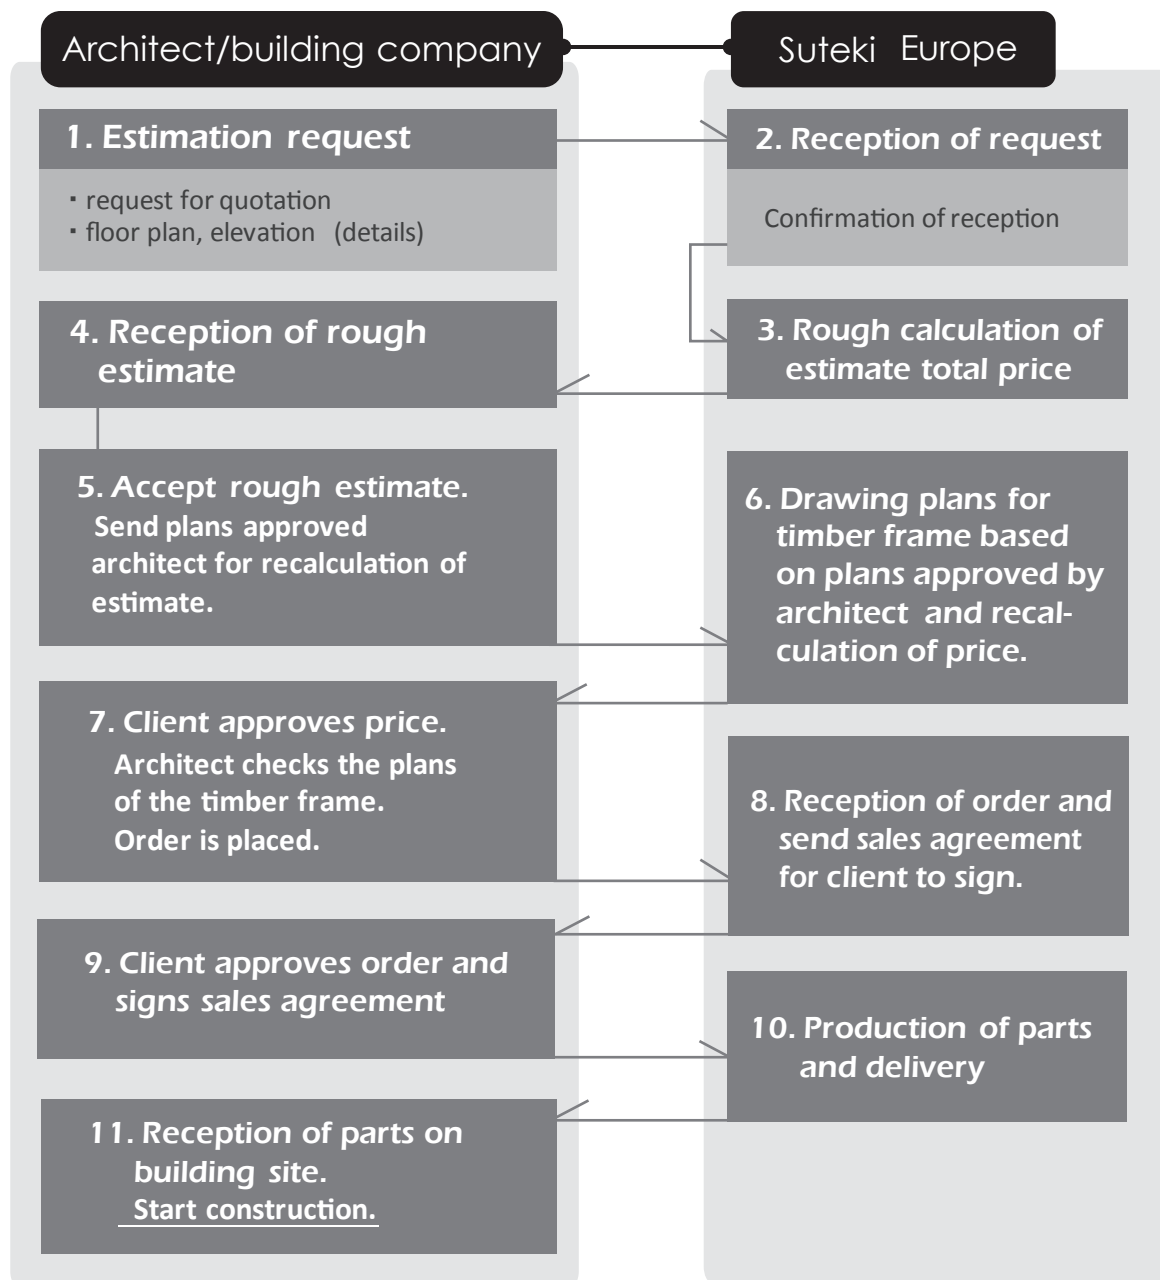 Architect/building company
Suteki Europe
1. Estimation request
・request for quotation
・floor plan, elevation (details)
2. Reception of request
Confirmation of reception
3. Rough calculation of
estimate total price
4. Reception of rough
estimate
5. Accept rough estimate.
Send plans approved
architect for recalculation of
estimate.
6. Drawing plans for
timber frame based
on plans approved by
architect and recal-
culation of price.
7. Client approves price.
Architect checks the plans
of the timber frame.
Order is placed.
8. Reception of order and
send sales agreement
for client to sign.
9. Client approves order and
signs sales agreement
10. Production of parts
and delivery
11. Reception of parts on
building site.
Start construction.